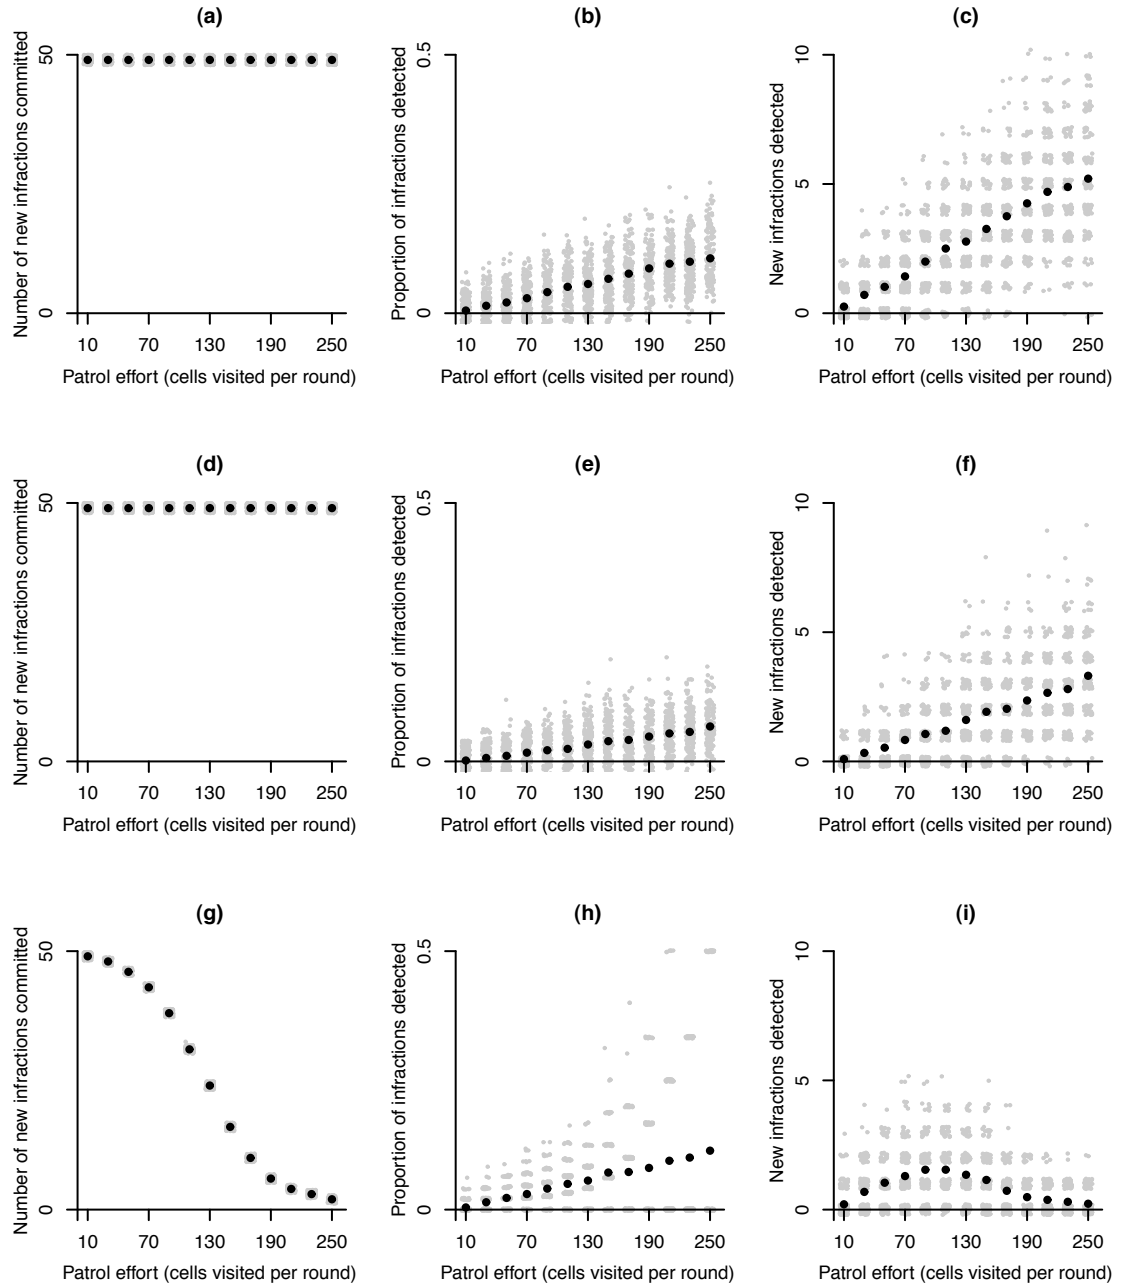 (a)
Number of new infractions committed
50
0
10 70 130 190 250
Patrol effort (cells visited per round)
(b)
Proportion of infractions detected
0.5
0
10 70 130 190 250
Patrol effort (cells visited per round)
(c)
New infractions detected
10
5
0
10 70 130 190 250
Patrol effort (cells visited per round)
(d)
Number of new infractions committed
50
0
10 70 130 190 250
Patrol effort (cells visited per round)
(e)
Proportion of infractions detected
0.5
0
10 70 130 190 250
Patrol effort (cells visited per round)
(f)
New infractions detected
10
5
0
10 70 130 190 250
Patrol effort (cells visited per round)
(g)
Number of new infractions committed
50
0
10 70 130 190 250
Patrol effort (cells visited per round)
(h)
Proportion of infractions detected
0.5
0
10 70 130 190 250
Patrol effort (cells visited per round)
(i)
New infractions detected
10
5
0
10 70 130 190 250
Patrol effort (cells visited per round)